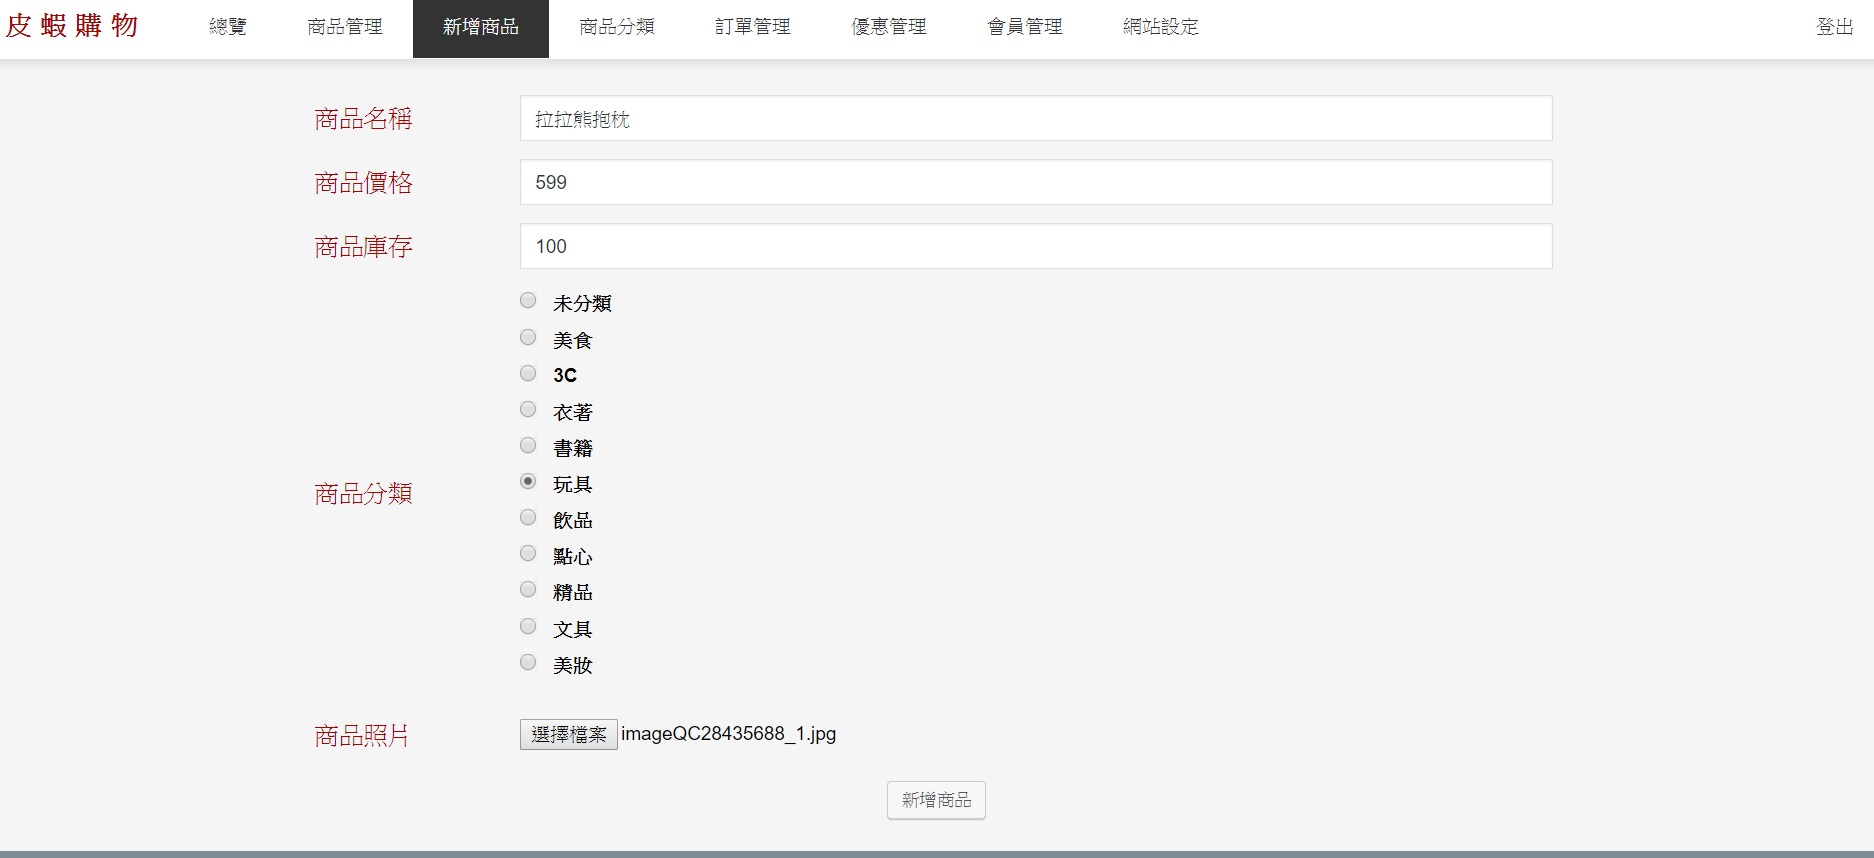 皮蝦購物 總覽 商品管理 新增商品 商品分類 訂單管理 優惠管理 會員管理 網站設定 登出
商品名稱 拉拉熊抱枕
商品價格 599
商品庫存 100
商品分類
未分類
美食
3C
衣著
書籍
玩具
飲品
點心
精品
文具
美妝
商品照片 選擇檔案 imageQC28435688_1.jpg
新增商品